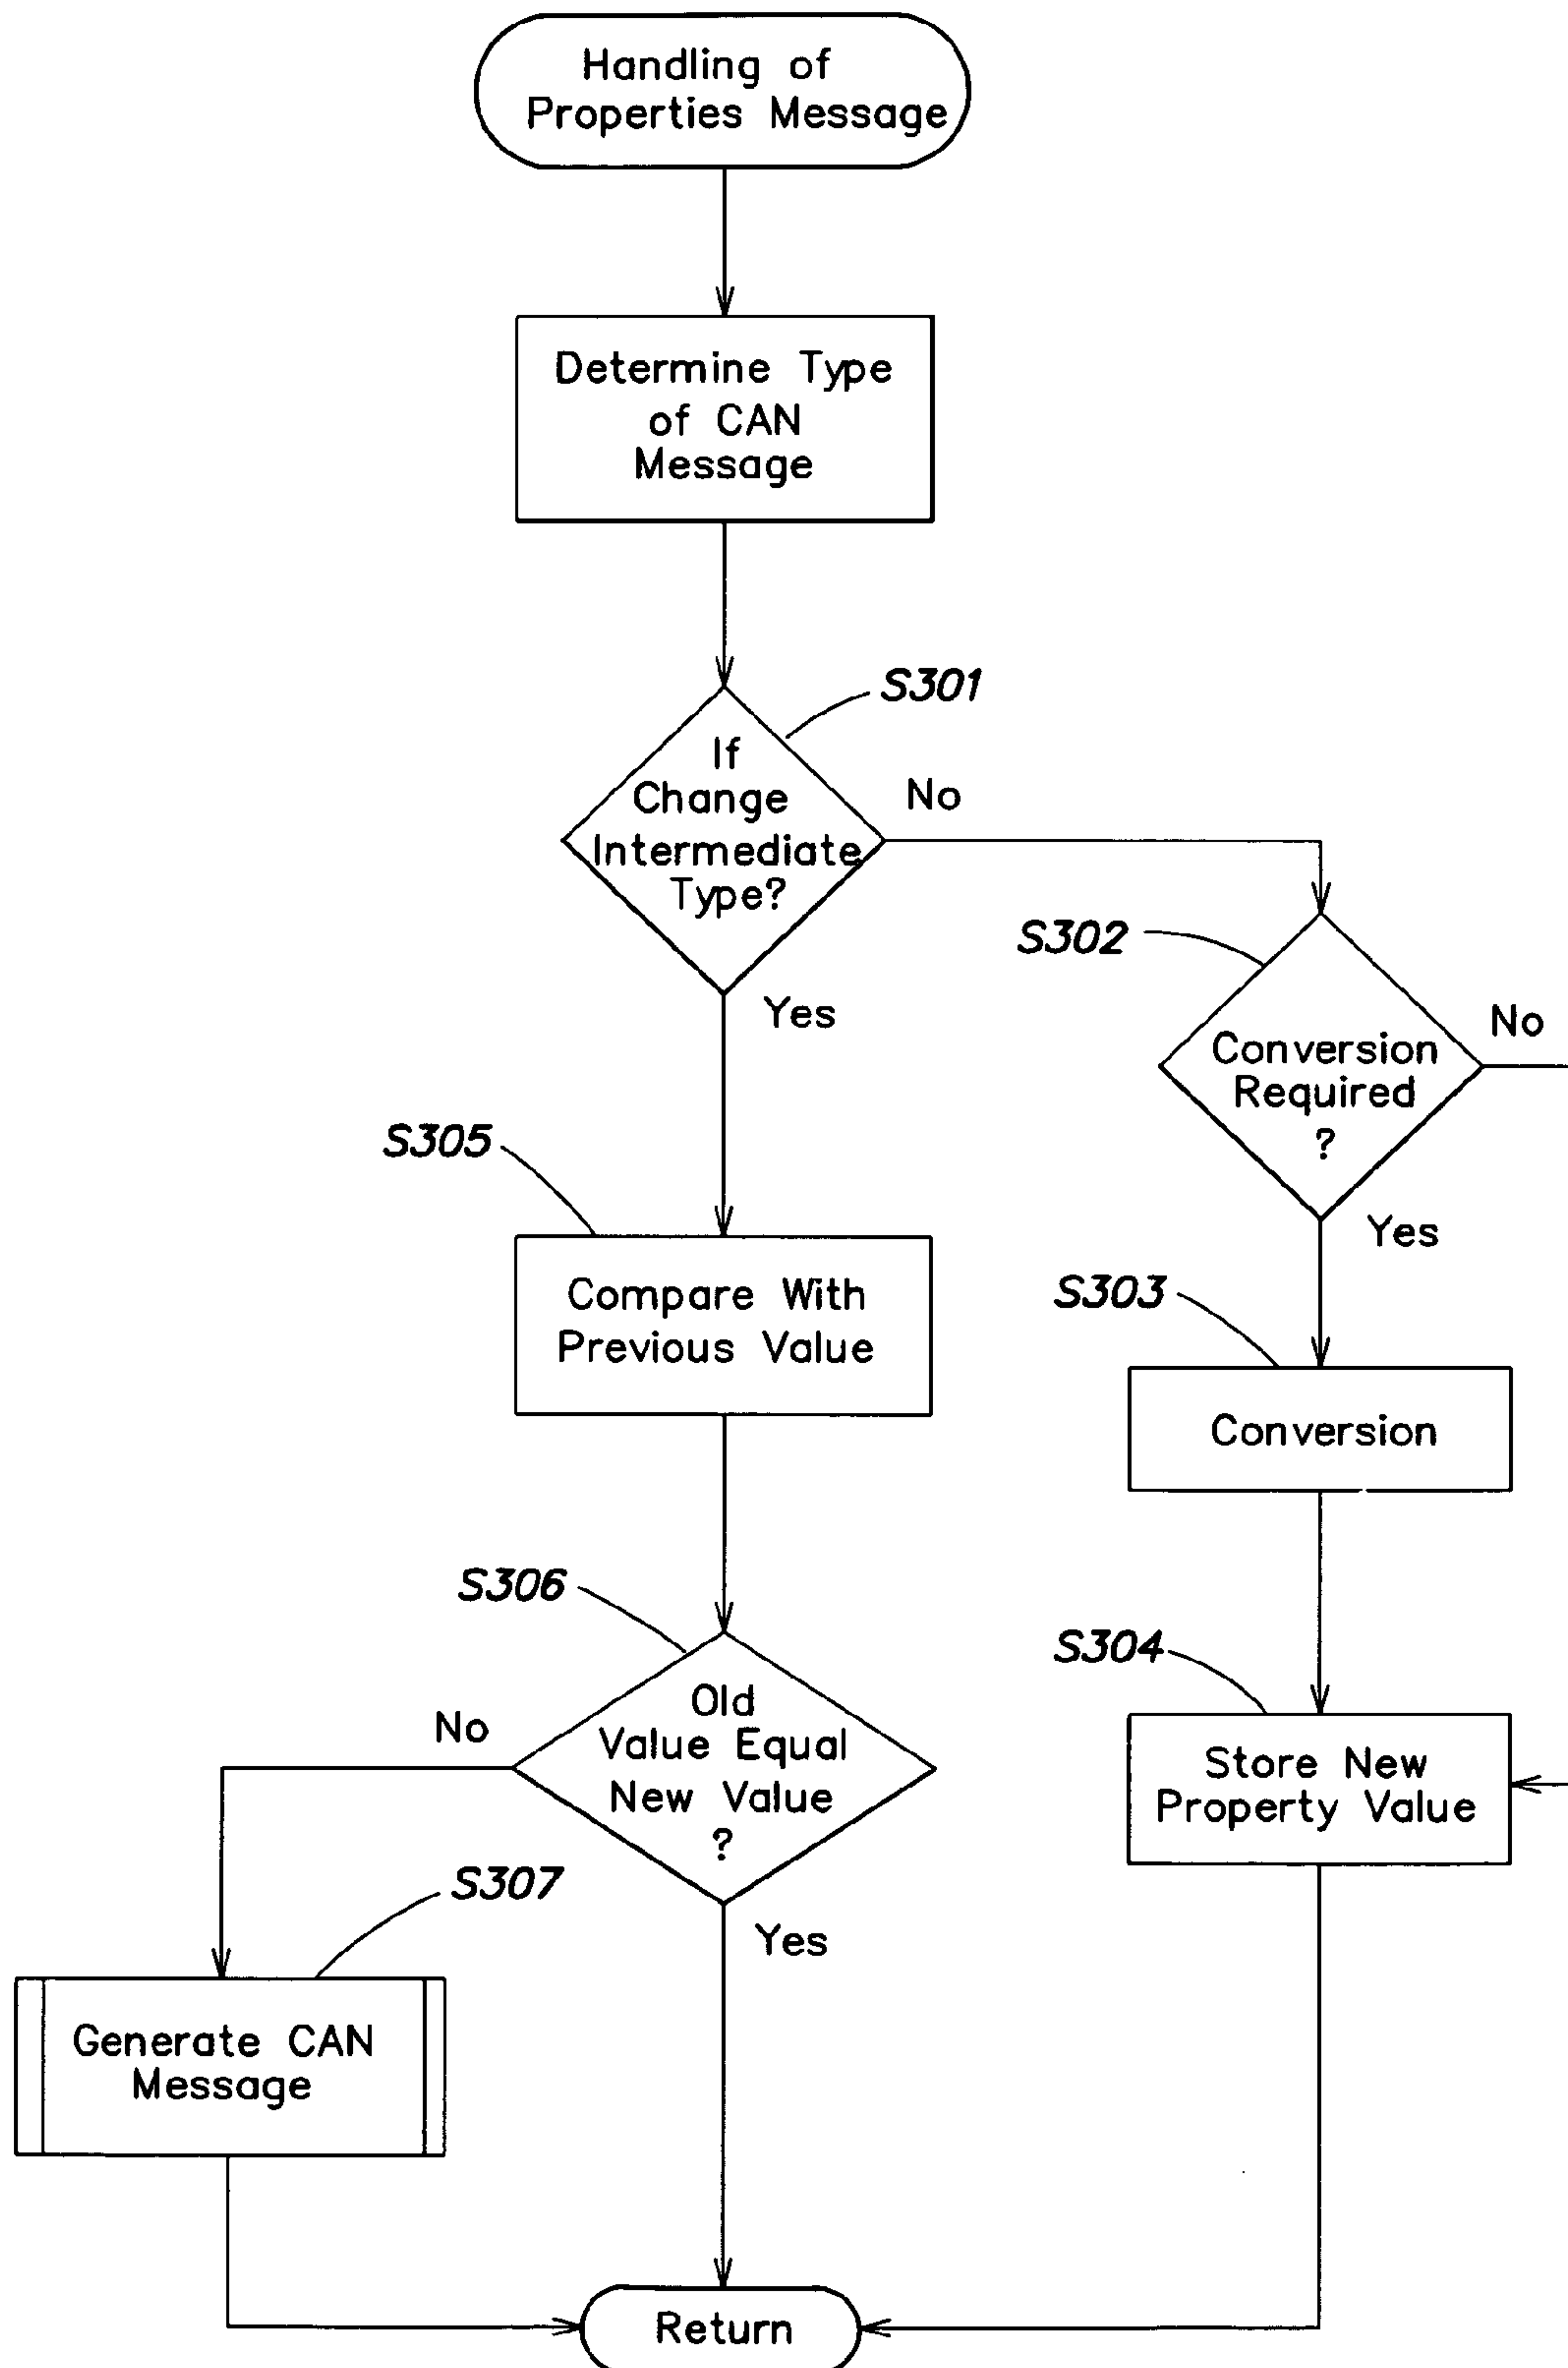 Handling of
Properties Message
Determine Type
of CAN
Message
S301
If
Change
Intermediate
Type?
No
Yes
S302
Conversion
Required
?
No
Yes
S305
Compare With
Previous Value
S303
Conversion
S306
Old
Value Equal
New Value
?
No
Yes
S304
Store New
Property Value
S307
Generate CAN
Message
Return